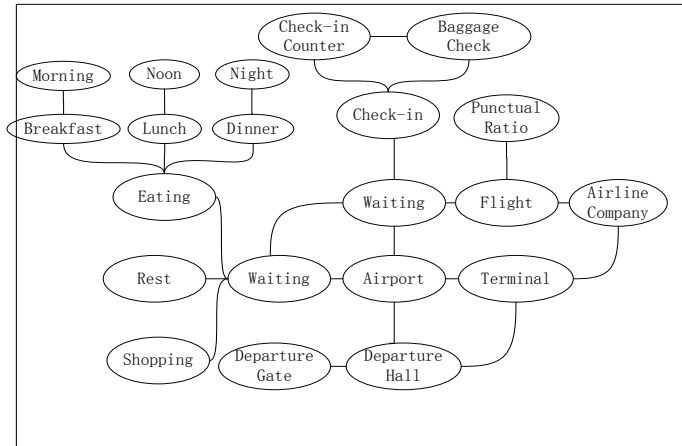 Check-in
Counter
Baggage
Check
Morning
Noon
Night
Breakfast
Lunch
Dinner
Check-in
Punctual
Ratio
Eating
Waiting
Flight
Airline
Company
Rest
Waiting
Airport
Terminal
Shopping
Departure
Gate
Departure
Hall